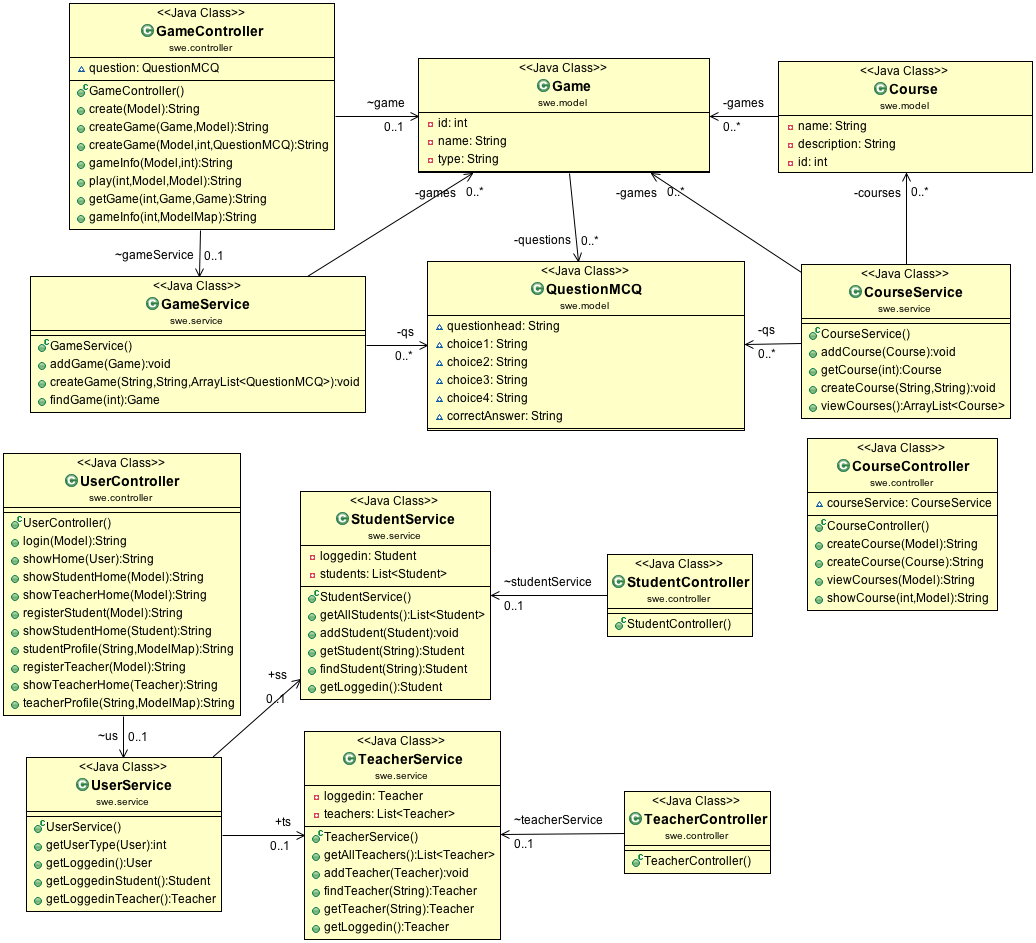 <<Java Class>>
GameController
swe.controller
question: QuestionMCQ
GameController()
create(Model):String
createGame(Game,Model):String
createGame(Model,int,QuestionMCQ):String
gameInfo(Model,int):String
play(int,Model,Model):String
getGame(int,Game,Game):String
gameInfo(int,ModelMap):String
~game
0..1
<<Java Class>>
Game
swe.model
id: int
name: String
type: String
-games
0..*
<<Java Class>>
Course
swe.model
name: String
description: String
id: int
~gameService
0..1
-games
0..*
-questions
0..*
-games
0..*
-courses
0..*
<<Java Class>>
GameService
swe.service
GameService()
addGame(Game):void
createGame(String,String,ArrayList<QuestionMCQ>):void
findGame(int):Game
-qs
0..*
<<Java Class>>
QuestionMCQ
swe.model
questionhead: String
choice1: String
choice2: String
choice3: String
choice4: String
correctAnswer: String
-qs
0..*
<<Java Class>>
CourseService
swe.service
CourseService()
addCourse(Course):void
getCourse(int):Course
createCourse(String,String):void
viewCourses():ArrayList<Course>
<<Java Class>>
CourseController
swe.controller
courseService: CourseService
CourseController()
createCourse(Model):String
createCourse(Course):String
viewCourses(Model):String
showCourse(int,Model):String
<<Java Class>>
UserController
swe.controller
UserController()
login(Model):String
showHome(User):String
showStudentHome(Model):String
showTeacherHome(Model):String
registerStudent(Model):String
showStudentHome(Student):String
studentProfile(String,ModelMap):String
registerTeacher(Model):String
showTeacherHome(Teacher):String
teacherProfile(String,ModelMap):String
<<Java Class>>
StudentService
swe.service
loggedin: Student
students: List<Student>
StudentService()
getAllStudents():List<Student>
addStudent(Student):void
getStudent(String):Student
findStudent(String):Student
getLoggedin():Student
~studentService
0..1
<<Java Class>>
StudentController
swe.controller
StudentController()
~us
0..1
+ss
0..1
<<Java Class>>
UserService
swe.service
UserService()
getUserType(User):int
getLoggedin():User
getLoggedinStudent():Student
getLoggedinTeacher():Teacher
+ts
0..1
<<Java Class>>
TeacherService
swe.service
loggedin: Teacher
teachers: List<Teacher>
TeacherService()
getAllTeachers():List<Teacher>
addTeacher(Teacher):void
findTeacher(String):Teacher
getTeacher(String):Teacher
getLoggedin():Teacher
~teacherService
0..1
<<Java Class>>
TeacherController
swe.controller
TeacherController()